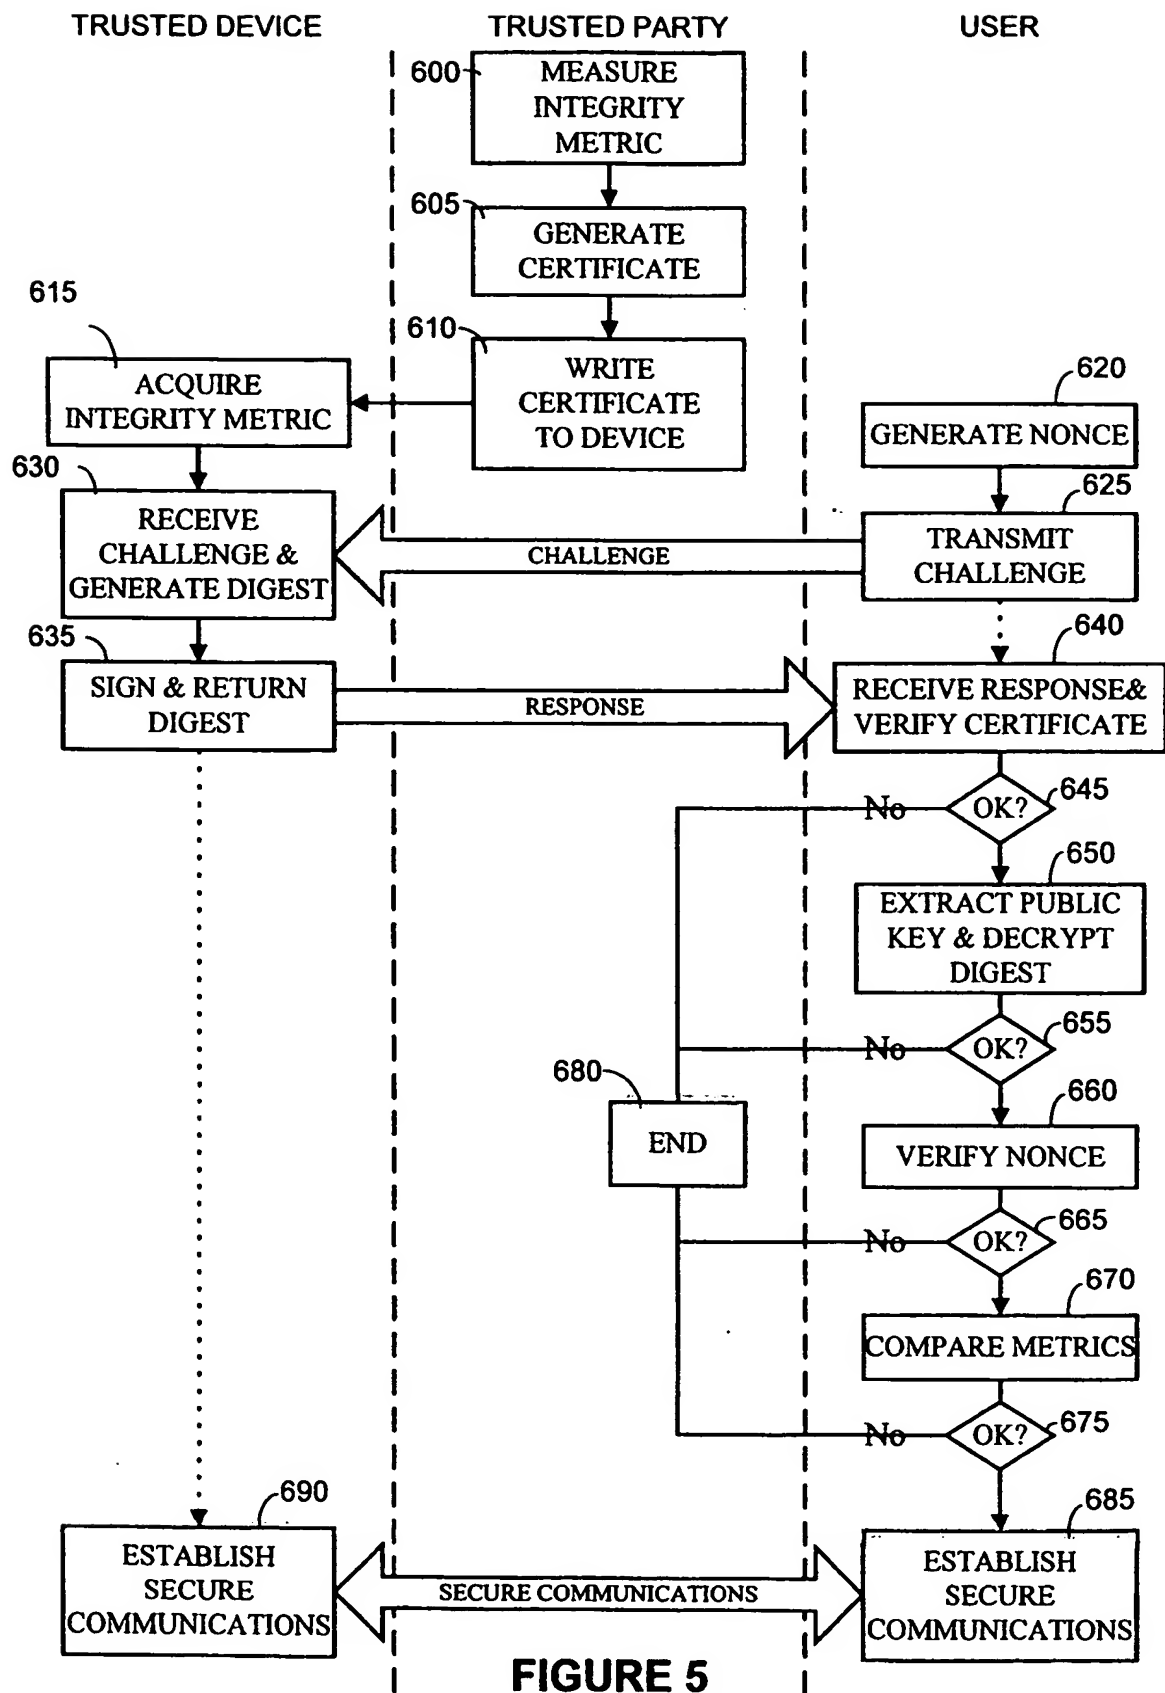 TRUSTED DEVICE
TRUSTED PARTY
USER
600
MEASURE
INTEGRITY
METRIC
605
GENERATE
CERTIFICATE
610
WRITE
CERTIFICATE
TO DEVICE
615
ACQUIRE
INTEGRITY METRIC
620
GENERATE NONCE
625
TRANSMIT
CHALLENGE
630
RECEIVE
CHALLENGE &
GENERATE DIGEST
CHALLENGE
635
SIGN & RETURN
DIGEST
RESPONSE
640
RECEIVE RESPONSE&
VERIFY CERTIFICATE
645
OK?
No
650
EXTRACT PUBLIC
KEY & DECRYPT
DIGEST
655
OK?
No
680
END
660
VERIFY NONCE
665
OK?
No
670
COMPARE METRICS
675
OK?
No
690
ESTABLISH
SECURE
COMMUNICATIONS
SECURE COMMUNICATIONS
685
ESTABLISH
SECURE
COMMUNICATIONS
FIGURE 5